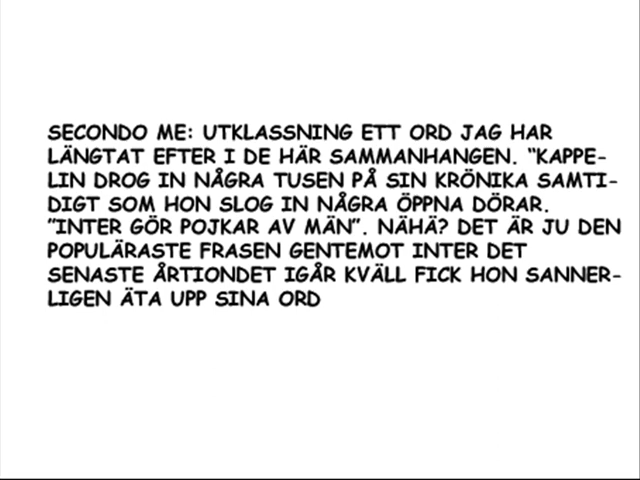 SECONDO ME: UTKLASSNING ETT ORD JAG HAR
LÄNGTAT EFTER I DE HÄR SAMMANHANGEN. "KAPPE-
LIN DROG IN NÅGRA TUSEN PÅ SIN KRÖNIKA SAMTI-
DIGT SOM HON SLOG IN NÅGRA ÖPPNA DÖRAR.
"INTER GÖR POJKAR AV MÄN". NÄHÄ? DET ÄR JU DEN
POPULÄRASTE FRASEN GENTEMOT INTER DET
SENASTE ÅRTIONDET IGÅR KVÄLL FICK HON SANNER-
LIGEN ÄTA UPP SINA ORD